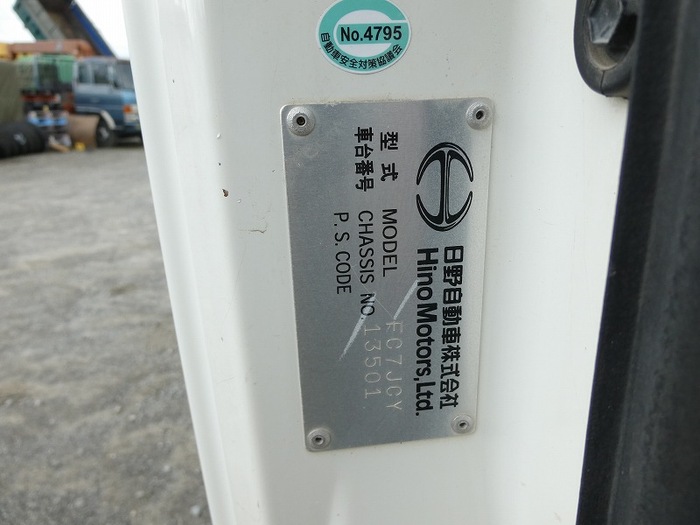 No.4795
自動車安全対策協議会
日野自動車株式会社
Hino Motors, Ltd.
型式 MODEL FC7JCY
車台番号 CHASSIS NO. 13501
P. S. CODE